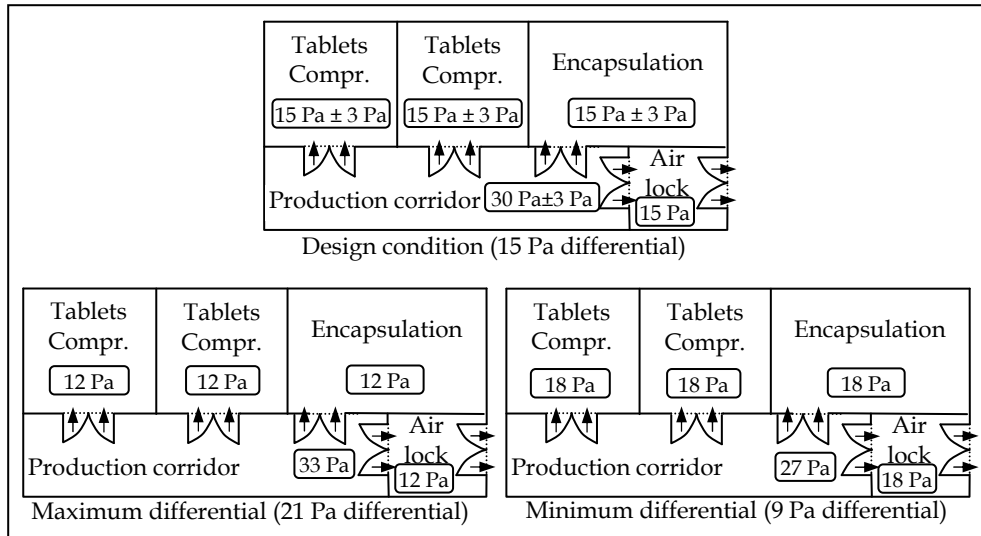 Tablets
Compr.
Tablets
Compr.
Encapsulation
15 Pa ± 3 Pa
15 Pa ± 3 Pa
15 Pa ± 3 Pa
Production corridor
30 Pa±3 Pa
Air
lock
15 Pa
Design condition (15 Pa differential)
Tablets
Compr.
Tablets
Compr.
Encapsulation
12 Pa
12 Pa
12 Pa
Production corridor
33 Pa
Air
lock
12 Pa
Maximum differential (21 Pa differential)
Tablets
Compr.
Tablets
Compr.
Encapsulation
18 Pa
18 Pa
18 Pa
Production corridor
27 Pa
Air
lock
18 Pa
Minimum differential (9 Pa differential)